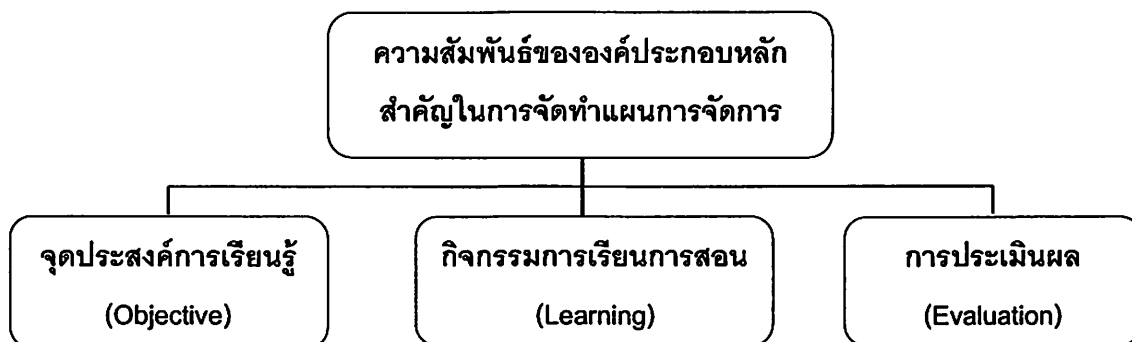 ความสัมพันธ์ขององค์ประกอบหลัก
สำคัญในการจัดทำแผนการจัดการ
จุดประสงค์การเรียนรู้
(Objective)
กิจกรรมการเรียนการสอน
(Learning)
การประเมินผล
(Evaluation)